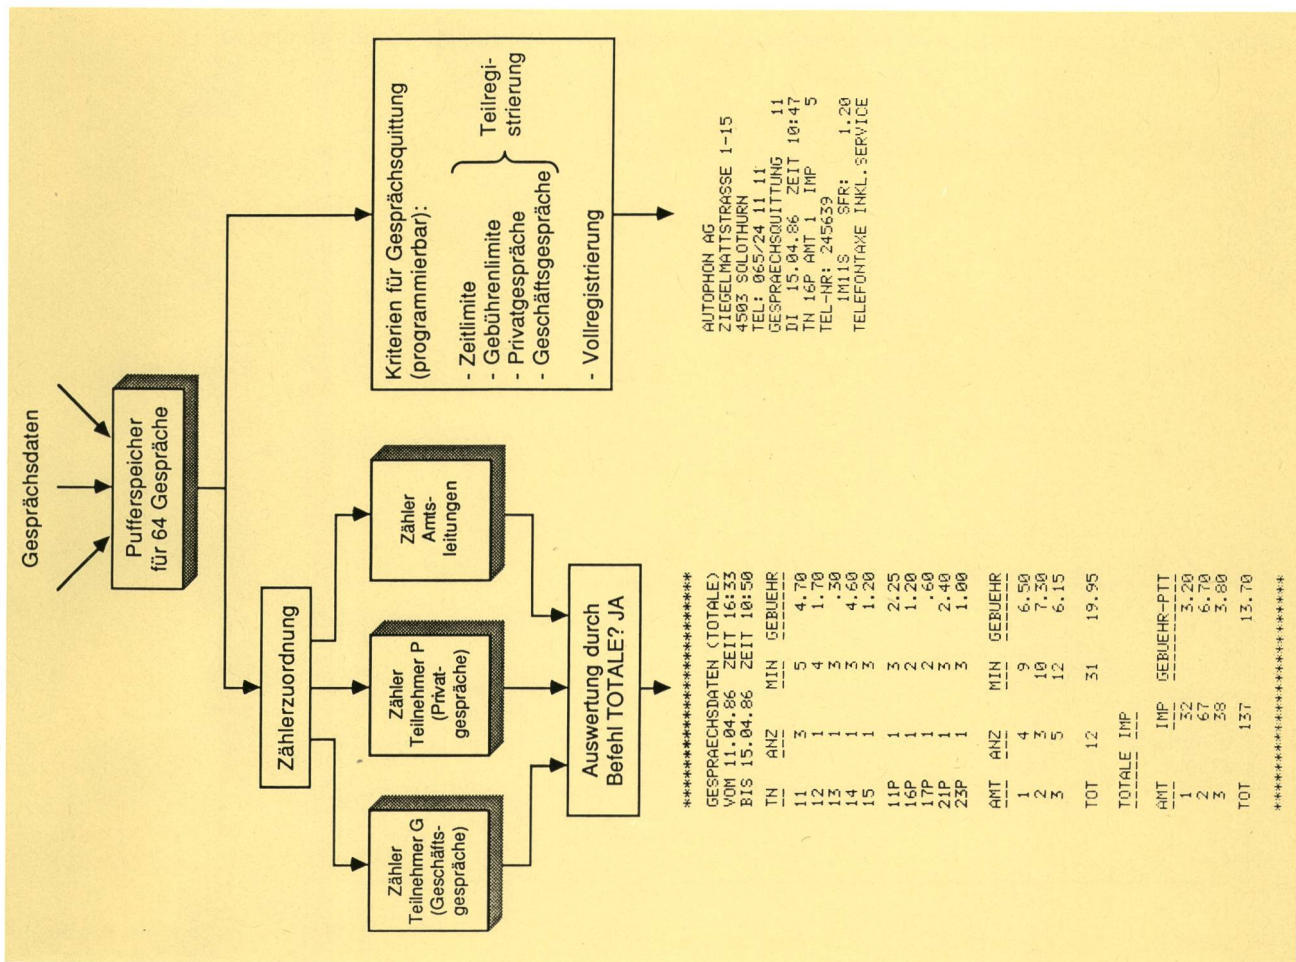 Gesprächsdaten
Pufferspeicher
für 64 Gespräche
Zählerzuordnung
Zähler
Teilnehmer G
(Geschäfts-
gespräche)
Zähler
Teilnehmer P
(Privat-
gespräche)
Zähler
Amts-
leitungen
Auswertung durch
Befehl TOTALE? JA
Kriterien für Gesprächsquittung
(programmierbar):
- Zeitlimite
- Gebührenlimite
- Privatgespräche
- Geschäftsgespräche
Teilregi-
strierung
- Vollregistrierung
******************************
GESPRAECHSDATEN (TOTALE)
VOM 11.04.86 ZEIT 16:33
BIS 15.04.86 ZEIT 10:50
TN ANZ MIN GEBUEHR
-- --- --- -------
11 3 5 4.70
12 1 4 1.70
13 1 3 .30
14 1 3 4.60
15 1 3 1.20
11P 1 3 2.25
16P 1 2 1.20
17P 1 2 .60
21P 1 3 2.40
23P 1 3 1.00
AMT ANZ MIN GEBUEHR
--- --- --- -------
1 4 9 6.50
2 3 10 7.30
3 5 12 6.15
TOT 12 31 19.95
TOTALE IMP
------ ---
AMT IMP GEBUEHR-PTT
--- --- -----------
1 32 3.20
2 67 6.70
3 38 3.80
TOT 137 13.70
******************************
AUTOPHON AG
ZIEGELMATTSTRASSE 1-15
4503 SOLOTHURN
TEL: 065/24 11 11
GESPRAECHSQUITTUNG 11
DI 15.04.86 ZEIT 10:47
TN 16P AMT 1 IMP 5
TEL-NR: 245639
1M11S SFR: 1.20
TELEFONTAXE INKL.SERVICE